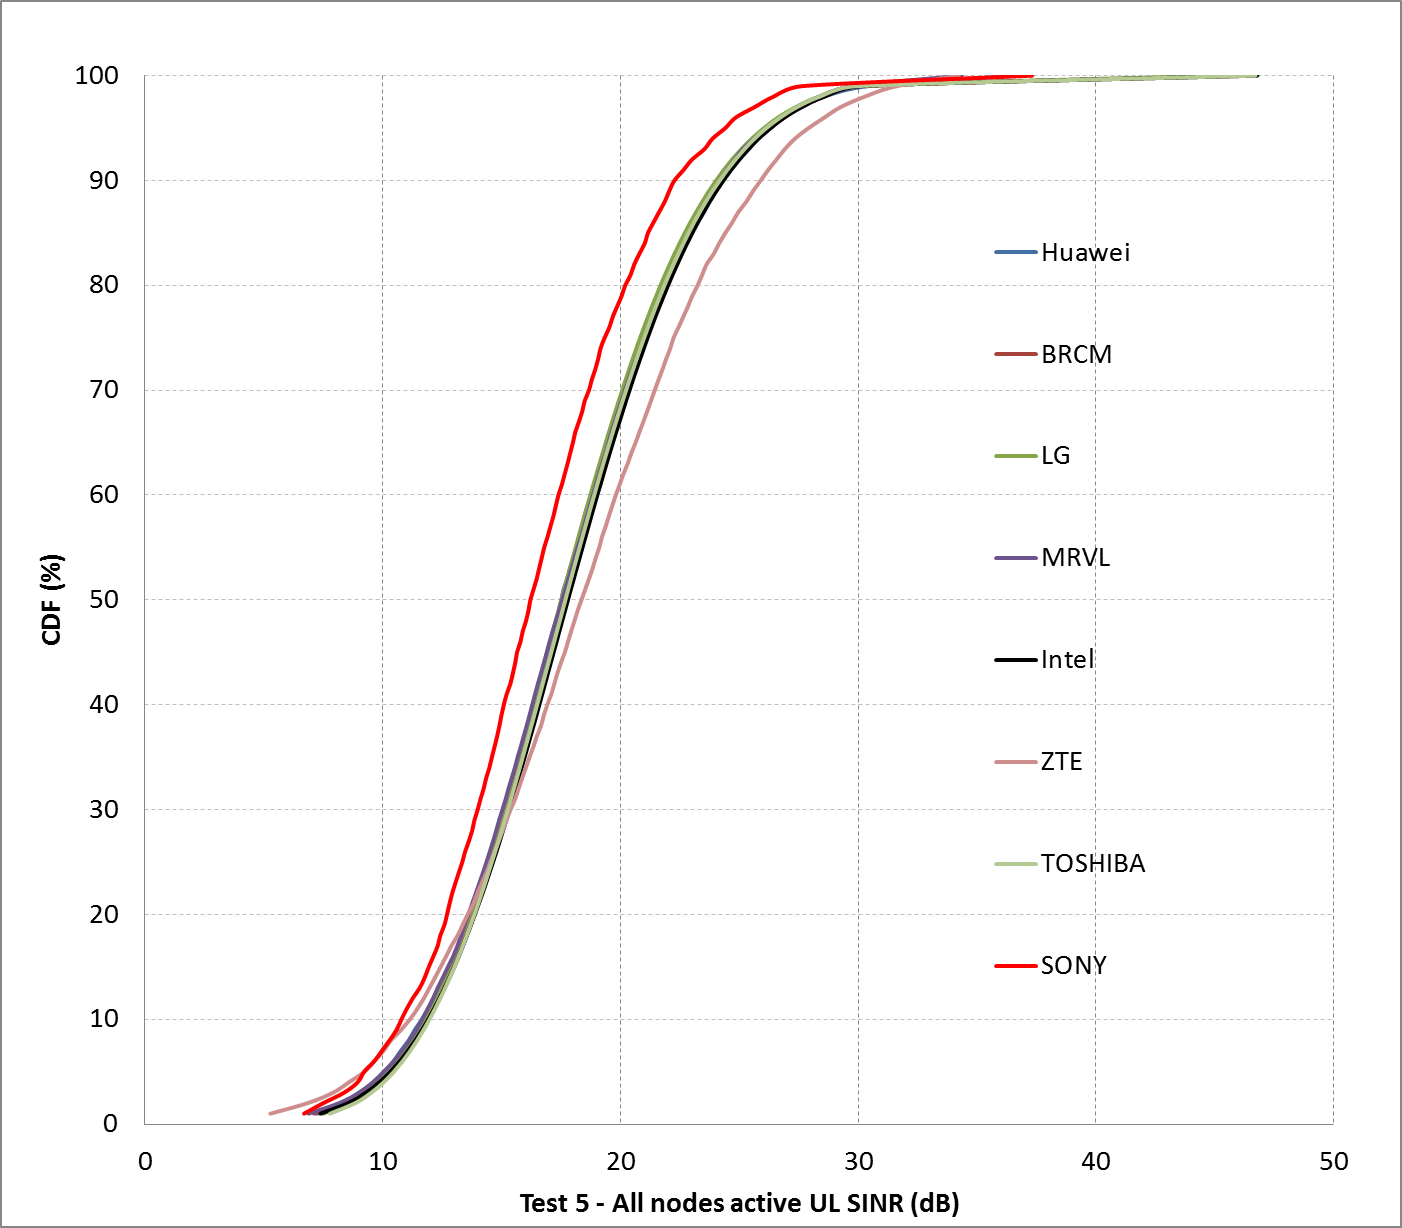 100
90
80
70
60
50
40
30
20
10
0
CDF (%)
Huawei
BRCM
LG
MRVL
Intel
ZTE
TOSHIBA
SONY
0 10 20 30 40 50
Test 5 - All nodes active UL SINR (dB)